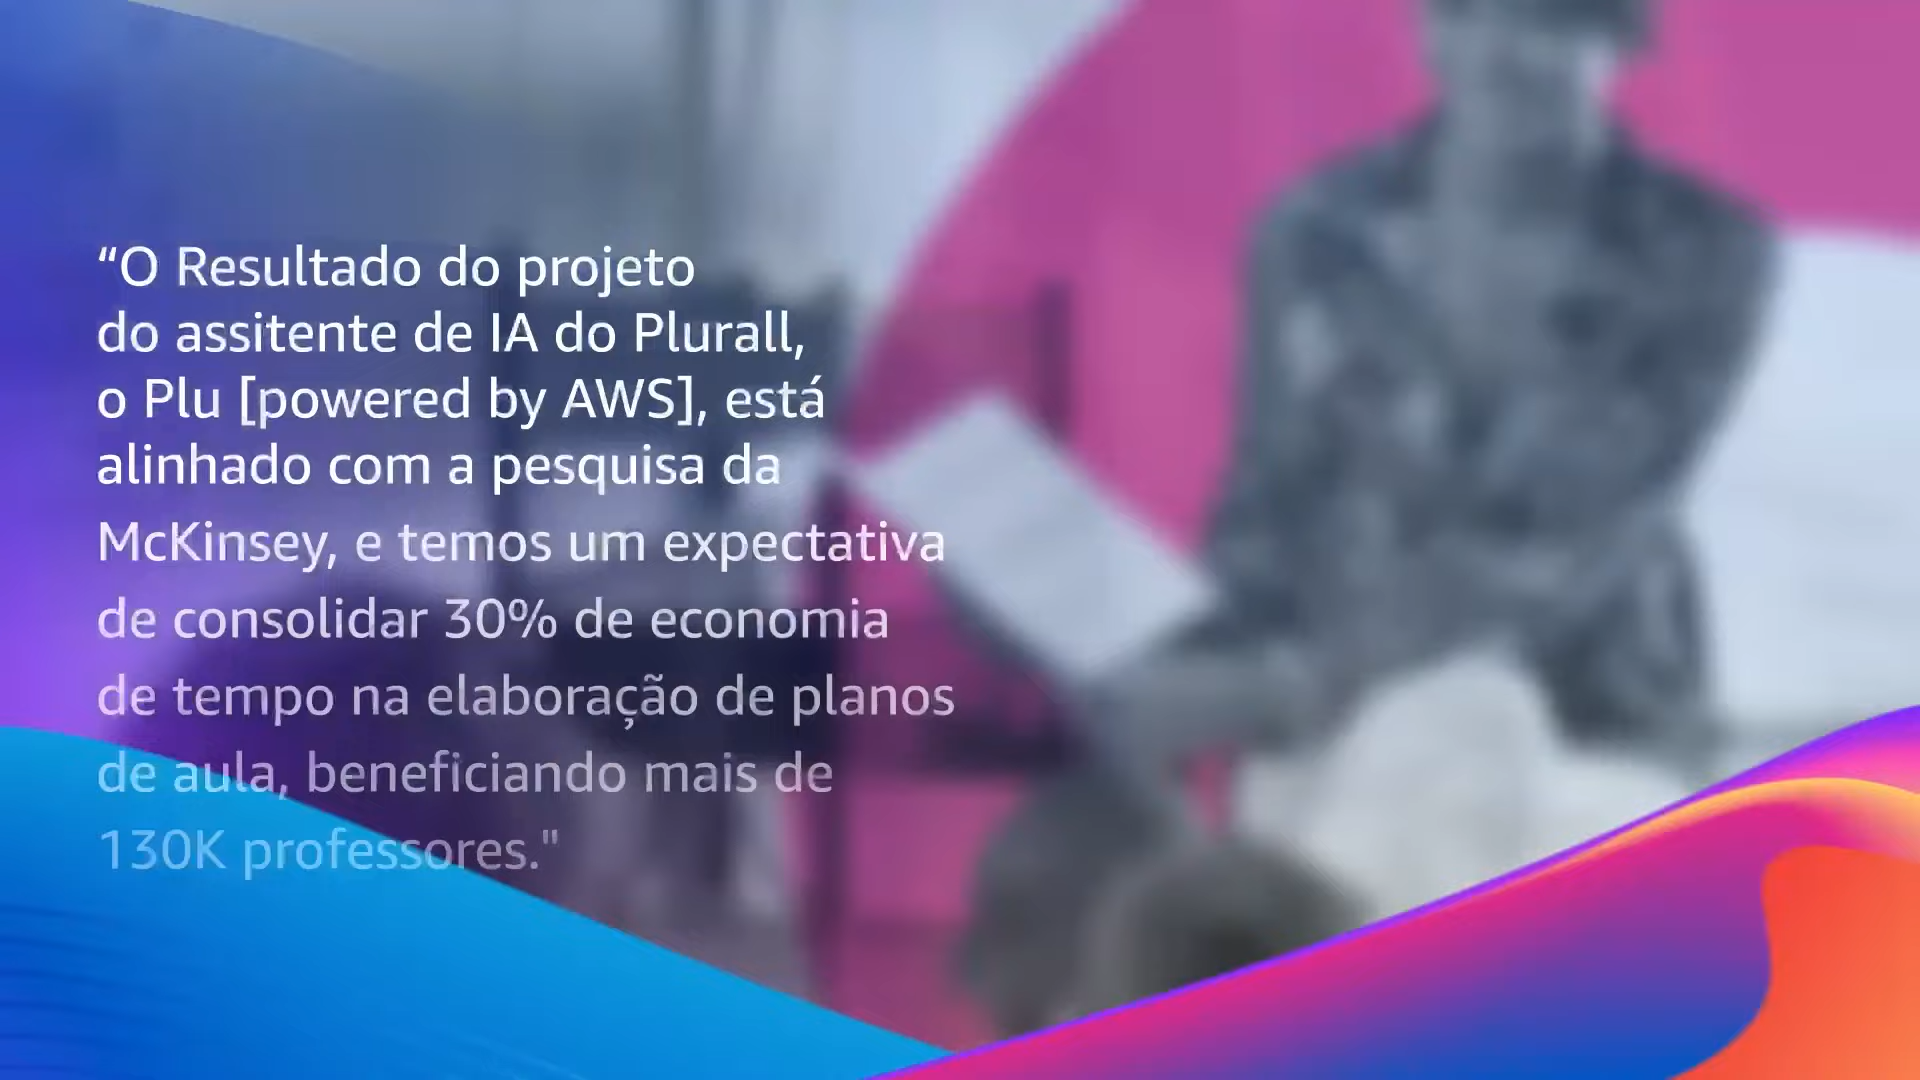 “O Resultado do projeto
do assitente de IA do Plurall,
o Plu [powered by AWS], está
alinhado com a pesquisa da
McKinsey, e temos um expectativa
de consolidar 30% de economia
de tempo na elaboração de planos
de aula, beneficiando mais de
130K professores."